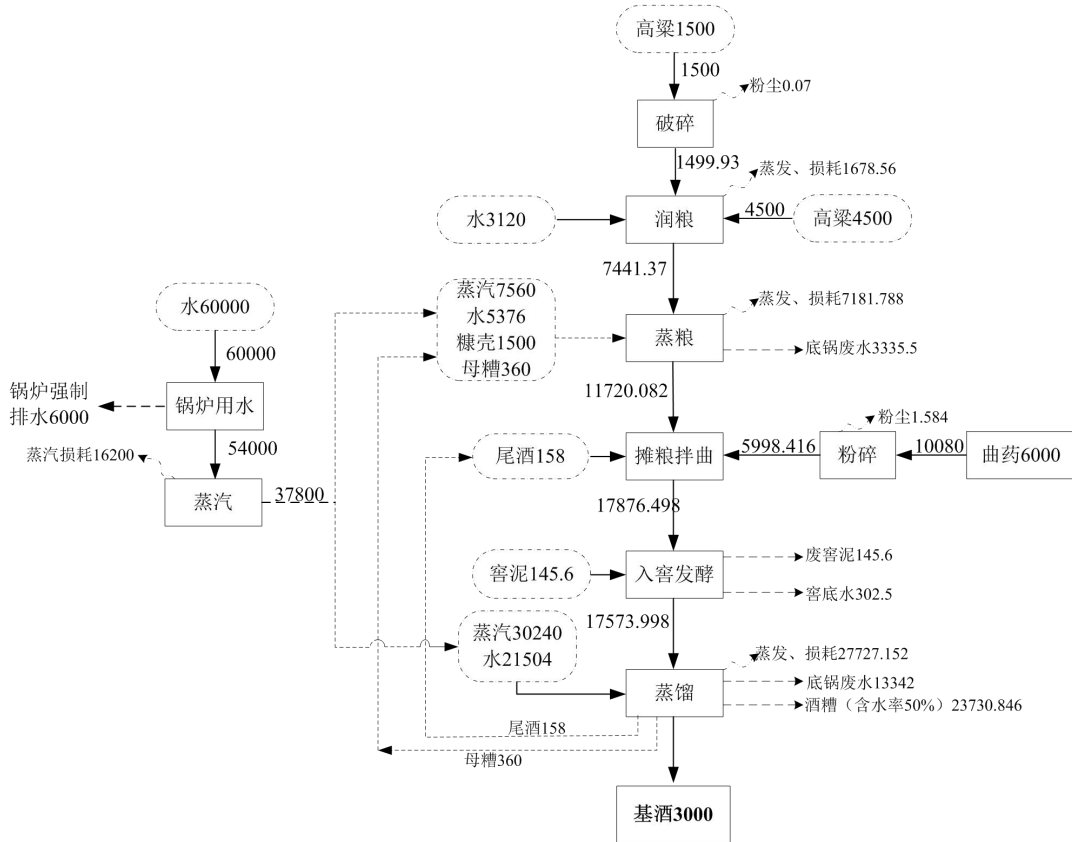 高粱1500
1500
粉尘0.07
破碎
1499.93
蒸发、损耗1678.56
水3120
润粮
4500
高粱4500
7441.37
蒸汽7560
水5376
糠壳1500
母糟360
蒸发、损耗7181.788
蒸粮
底锅废水3335.5
水60000
60000
锅炉强制
排水6000
锅炉用水
11720.082
54000
蒸汽损耗16200
蒸汽
37800
粉尘1.584
尾酒158
摊粮拌曲
5998.416
粉碎
10080
曲药6000
17876.498
废窖泥145.6
窖泥145.6
入窖发酵
窖底水302.5
17573.998
蒸汽30240
水21504
蒸发、损耗27727.152
蒸馏
底锅废水13342
酒糟（含水率50%）23730.846
尾酒158
母糟360
基酒3000